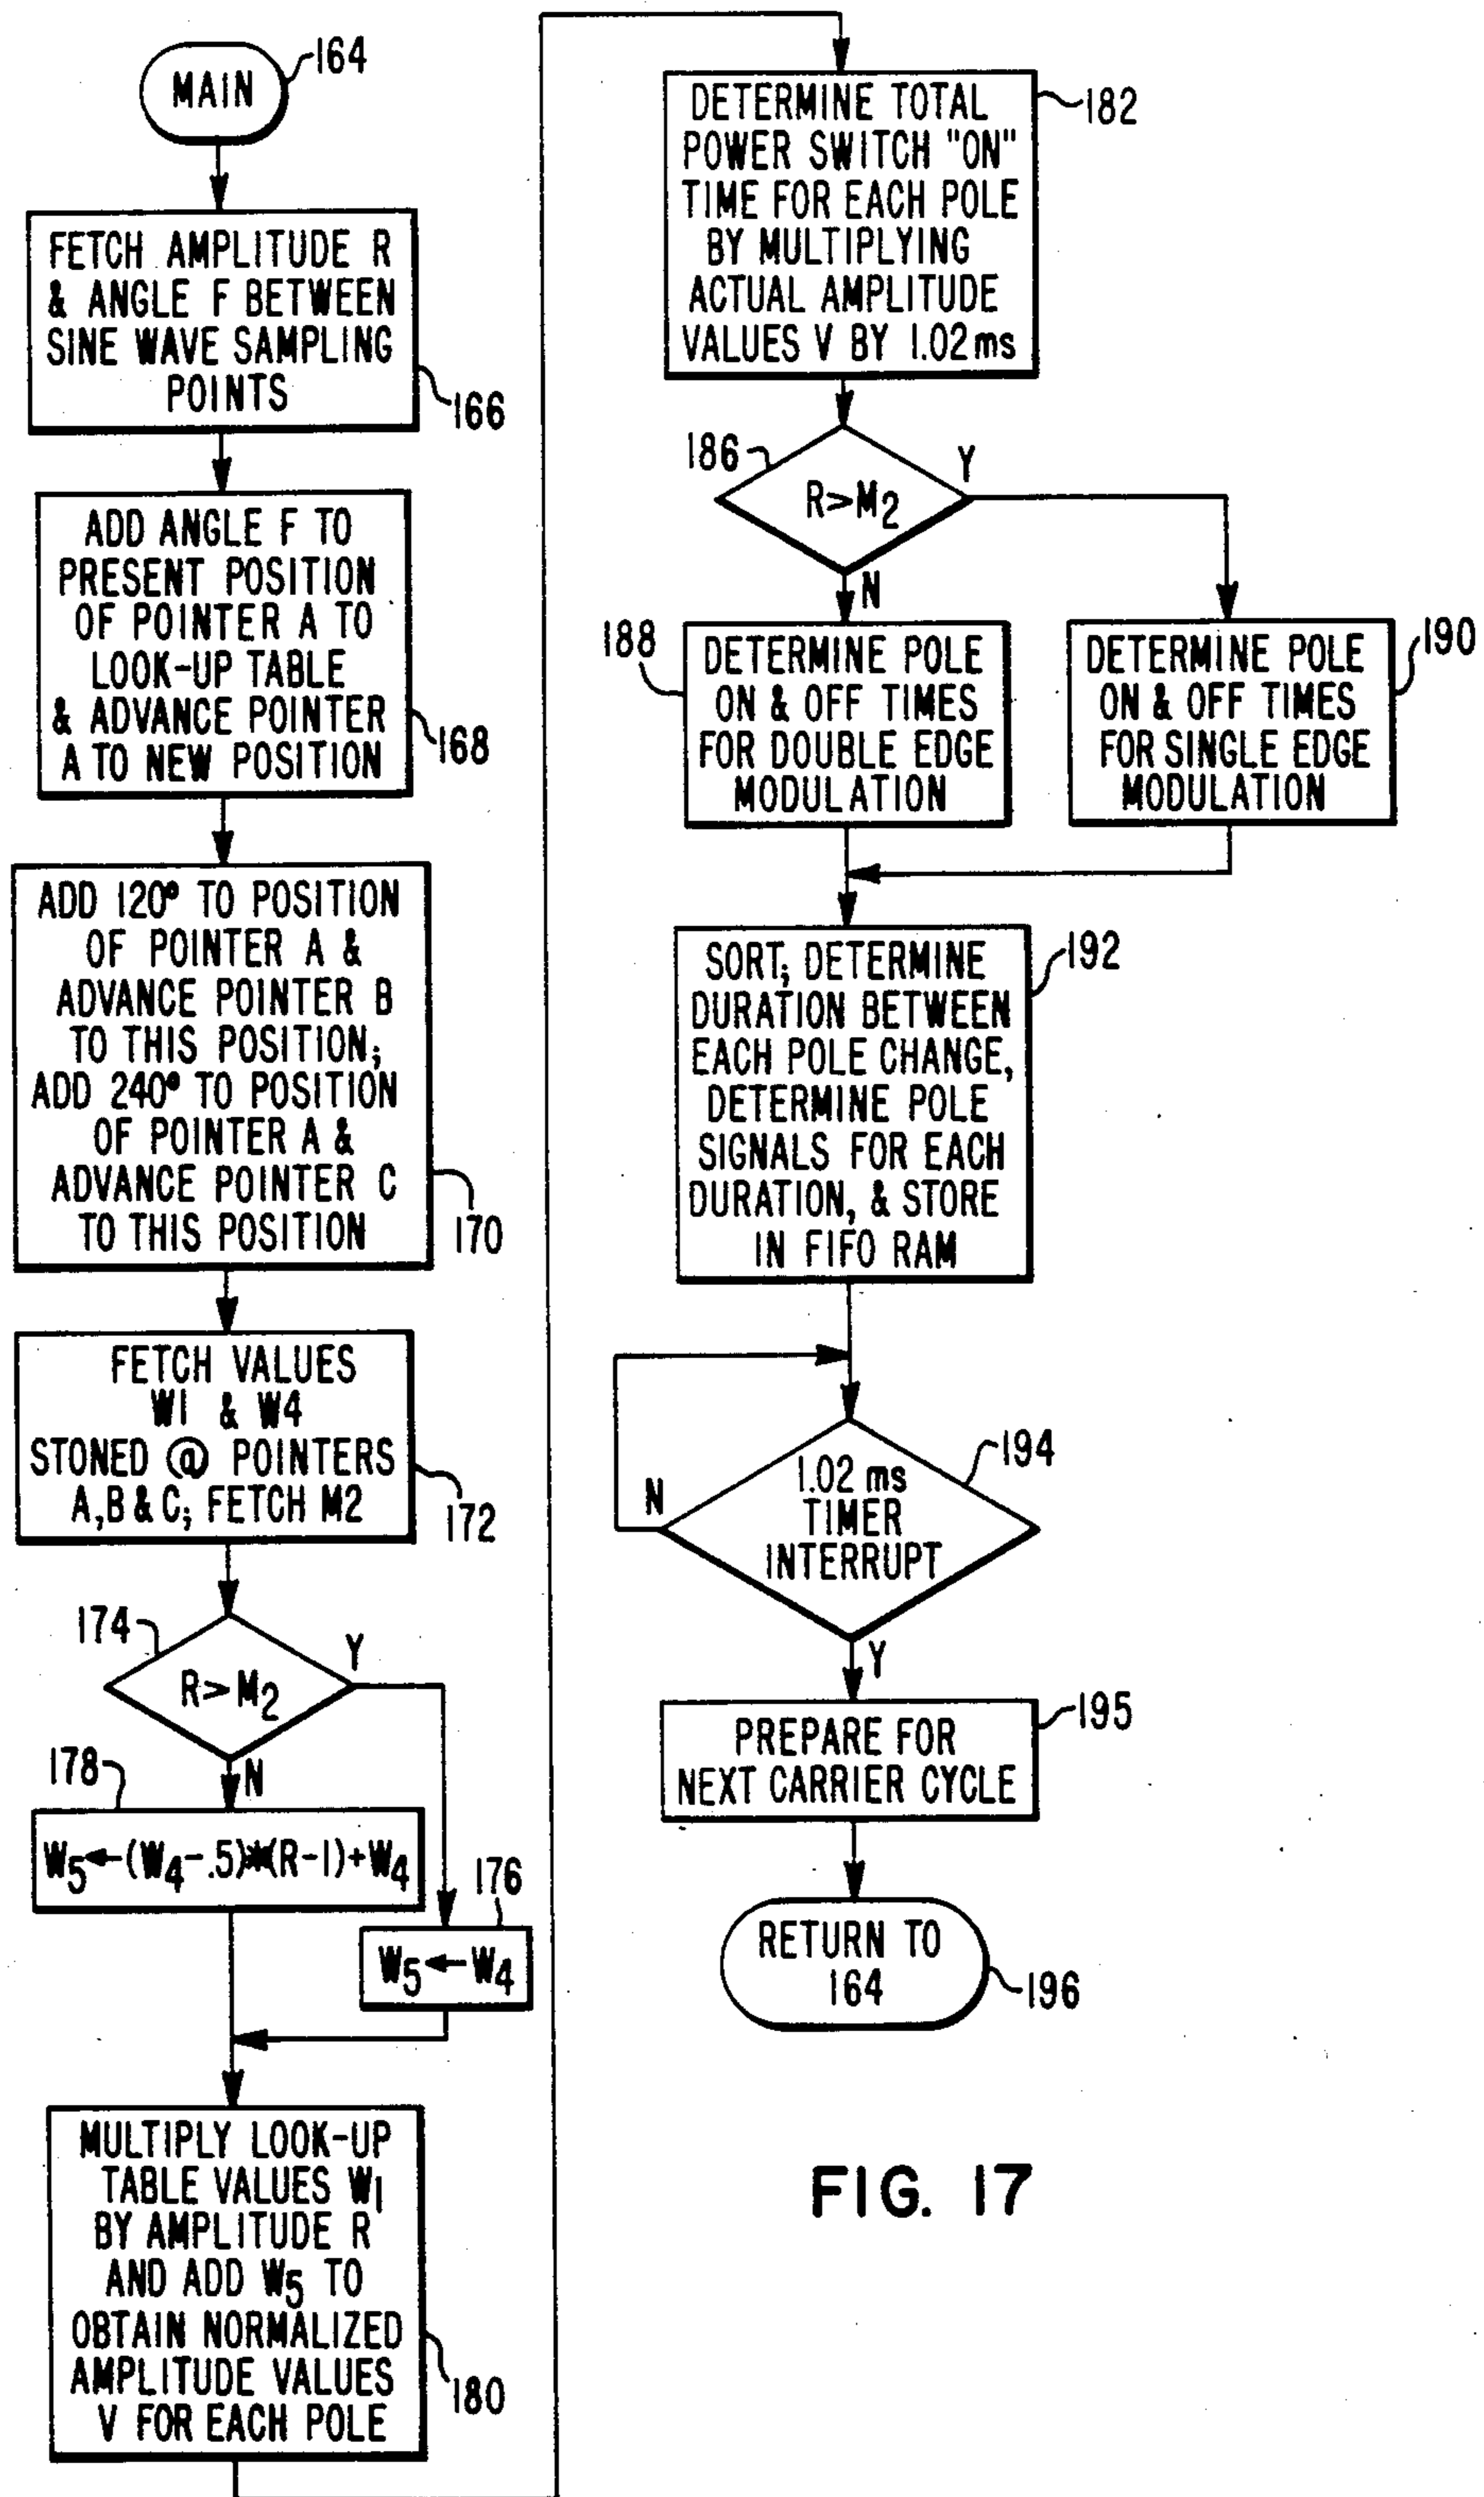 MAIN
164
FETCH AMPLITUDE R
& ANGLE F BETWEEN
SINE WAVE SAMPLING
POINTS
166
ADD ANGLE F TO
PRESENT POSITION
OF POINTER A TO
LOOK-UP TABLE
& ADVANCE POINTER
A TO NEW POSITION
168
ADD 120° TO POSITION
OF POINTER A &
ADVANCE POINTER B
TO THIS POSITION;
ADD 240° TO POSITION
OF POINTER A &
ADVANCE POINTER C
TO THIS POSITION
170
FETCH VALUES
W1 & W4
STONED @ POINTERS
A,B & C; FETCH M2
172
174
R>M2
Y
N
178
W5←(W4-.5)*(R-1)+W4
176
W5←W4
MULTIPLY LOOK-UP
TABLE VALUES W1
BY AMPLITUDE R
AND ADD W5 TO
OBTAIN NORMALIZED
AMPLITUDE VALUES
V FOR EACH POLE
180
DETERMINE TOTAL
POWER SWITCH "ON"
TIME FOR EACH POLE
BY MULTIPLYING
ACTUAL AMPLITUDE
VALUES V BY 1.02ms
182
186
R>M2
Y
N
188
DETERMINE POLE
ON & OFF TIMES
FOR DOUBLE EDGE
MODULATION
DETERMINE POLE
ON & OFF TIMES
FOR SINGLE EDGE
MODULATION
190
SORT; DETERMINE
DURATION BETWEEN
EACH POLE CHANGE,
DETERMINE POLE
SIGNALS FOR EACH
DURATION, & STORE
IN FIFO RAM
192
1.02 ms
TIMER
INTERRUPT
194
N
Y
PREPARE FOR
NEXT CARRIER CYCLE
195
RETURN TO
164
196
FIG. 17